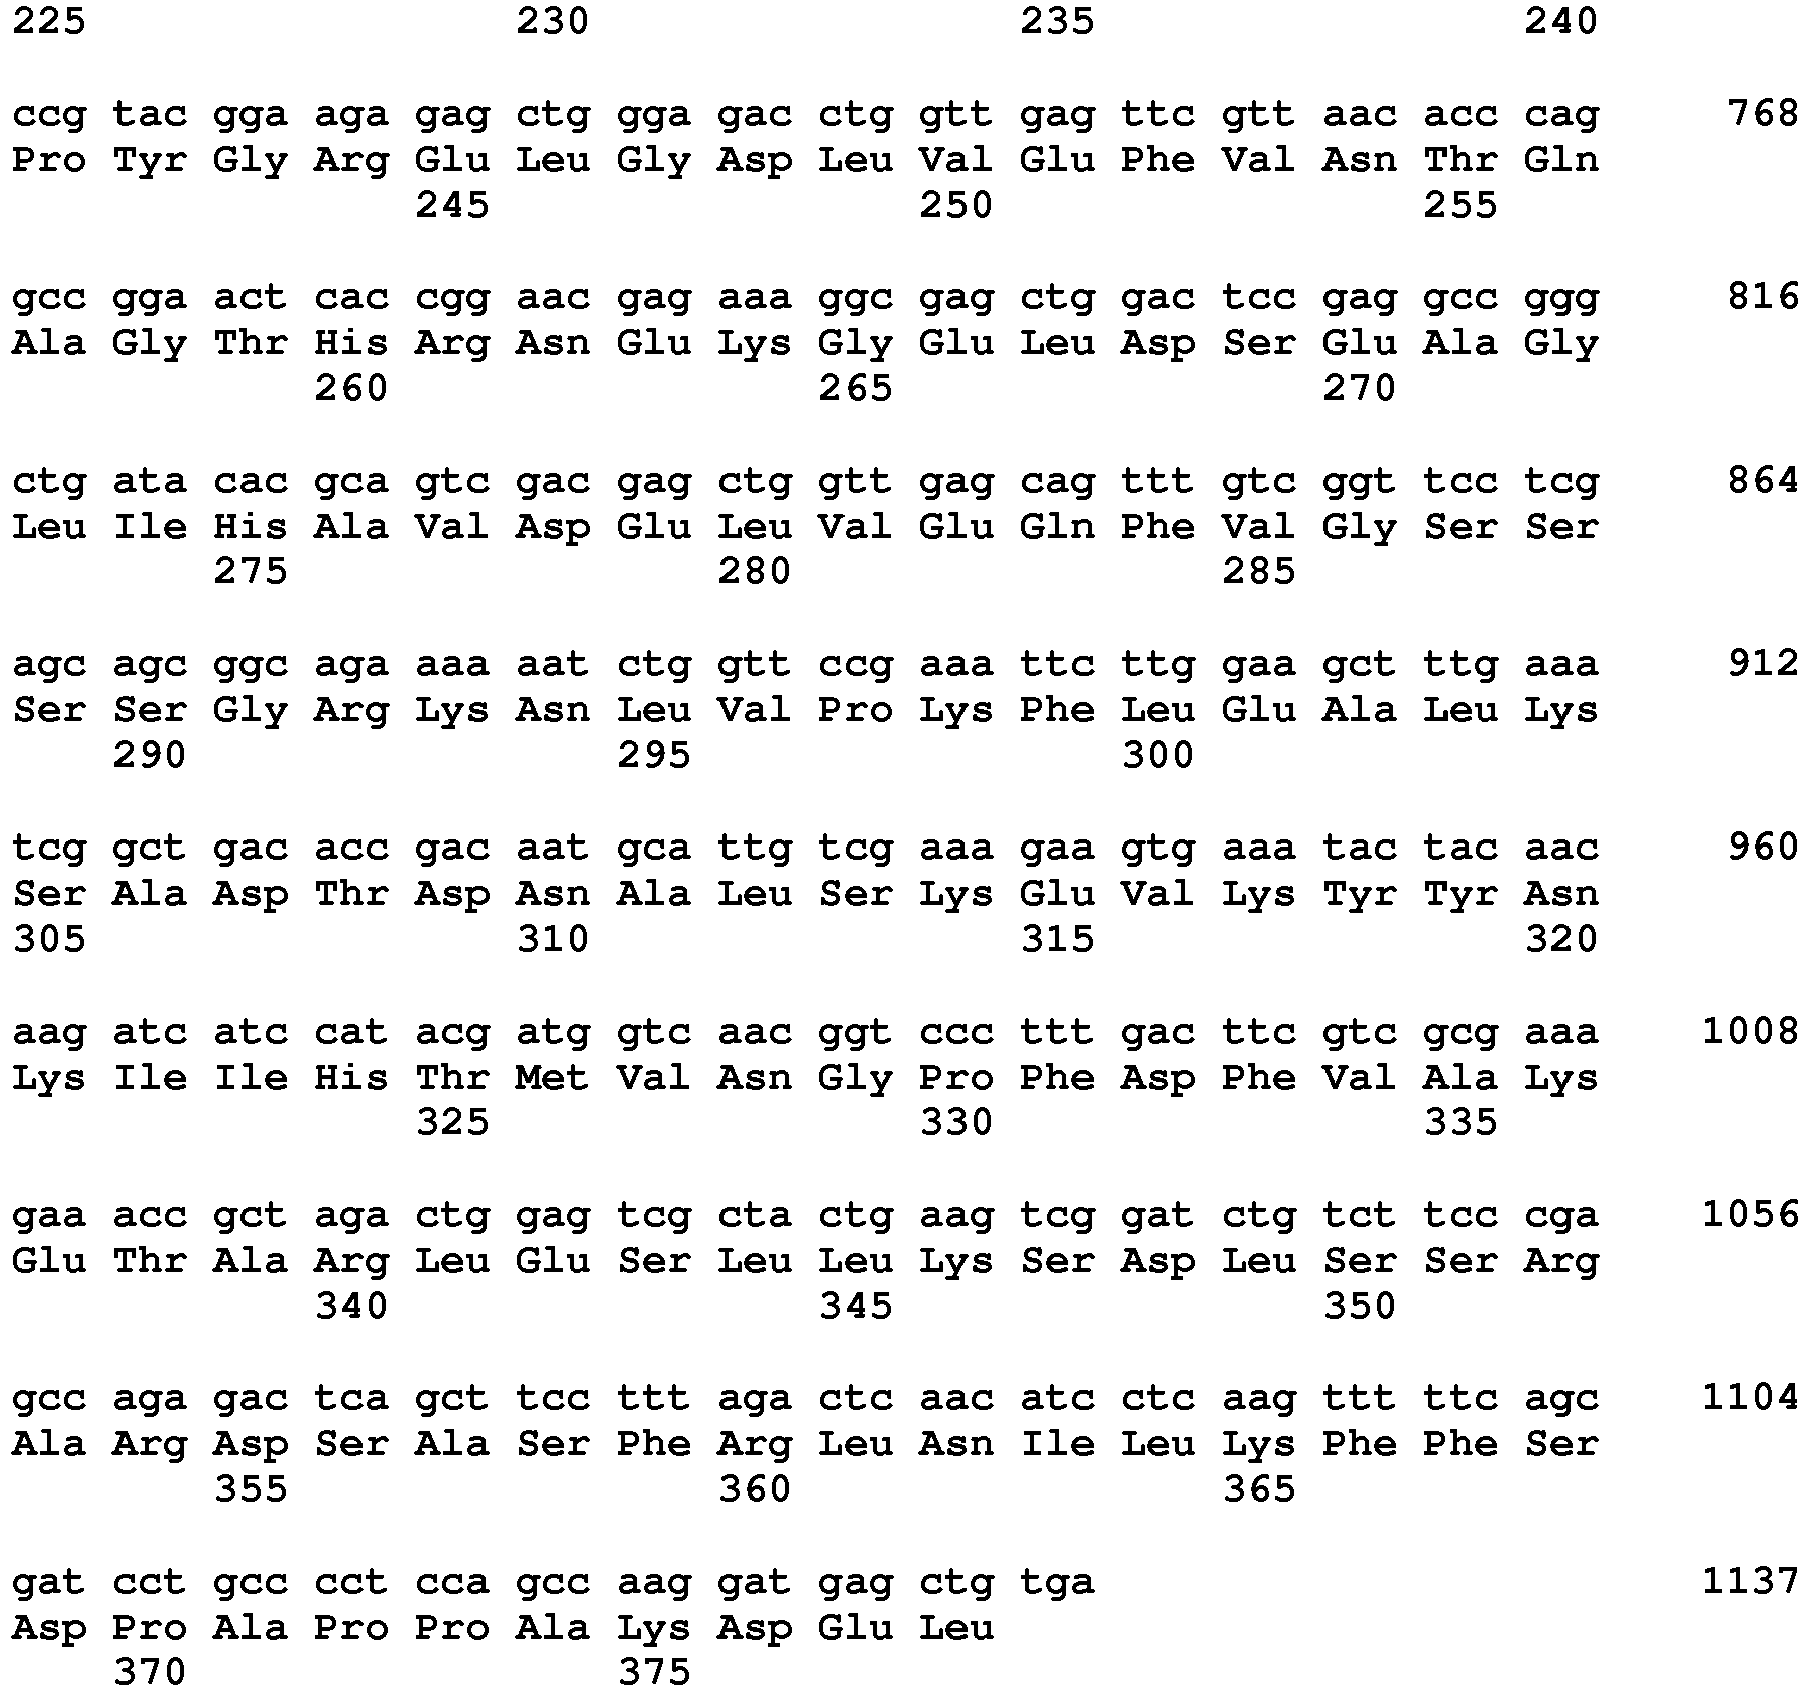 225 230 235 240
ccg tac gga aga gag ctg gga gac ctg gtt gag ttc gtt aac acc cag 768
Pro Tyr Gly Arg Glu Leu Gly Asp Leu Val Glu Phe Val Asn Thr Gln
245 250 255
gcc gga act cac cgg aac gag aaa ggc gag ctg gac tcc gag gcc ggg 816
Ala Gly Thr His Arg Asn Glu Lys Gly Glu Leu Asp Ser Glu Ala Gly
260 265 270
ctg ata cac gca gtc gac gag ctg gtt gag cag ttt gtc ggt tcc tcg 864
Leu Ile His Ala Val Asp Glu Leu Val Glu Gln Phe Val Gly Ser Ser
275 280 285
agc agc ggc aga aaa aat ctg gtt ccg aaa ttc ttg gaa gct ttg aaa 912
Ser Ser Gly Arg Lys Asn Leu Val Pro Lys Phe Leu Glu Ala Leu Lys
290 295 300
tcg gct gac acc gac aat gca ttg tcg aaa gaa gtg aaa tac tac aac 960
Ser Ala Asp Thr Asp Asn Ala Leu Ser Lys Glu Val Lys Tyr Tyr Asn
305 310 315 320
aag atc atc cat acg atg gtc aac ggt ccc ttt gac ttc gtc gcg aaa 1008
Lys Ile Ile His Thr Met Val Asn Gly Pro Phe Asp Phe Val Ala Lys
325 330 335
gaa acc gct aga ctg gag tcg cta ctg aag tcg gat ctg tct tcc cga 1056
Glu Thr Ala Arg Leu Glu Ser Leu Leu Lys Ser Asp Leu Ser Ser Arg
340 345 350
gcc aga gac tca gct tcc ttt aga ctc aac atc ctc aag ttt ttc agc 1104
Ala Arg Asp Ser Ala Ser Phe Arg Leu Asn Ile Leu Lys Phe Phe Ser
355 360 365
gat cct gcc cct cca gcc aag gat gag ctg tga 1137
Asp Pro Ala Pro Pro Ala Lys Asp Glu Leu
370 375